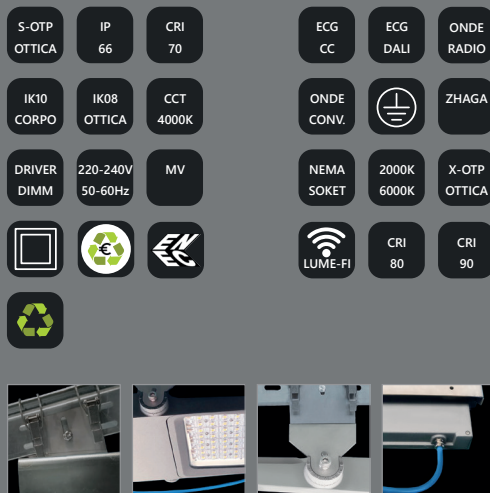 S-OTP
OTTICA
IP
66
CRI
70
ECG
CC
ECG
DALI
ONDE
RADIO
IK10
CORPO
IK08
OTTICA
CCT
4000K
ONDE
CONV.
ZHAGA
DRIVER
DIMM
220-240V
50-60Hz
MV
NEMA
SOKET
2000K
6000K
X-OTP
OTTICA
€
ENEC
LUME-FI
CRI
80
CRI
90